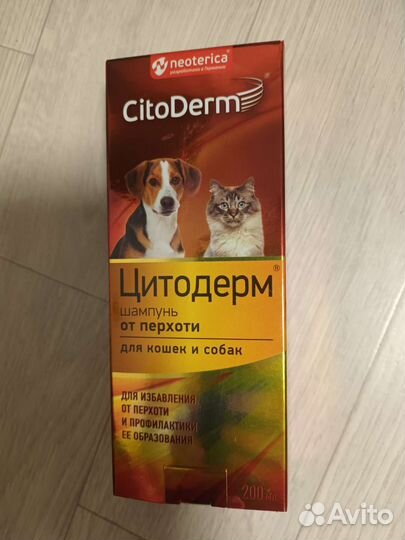 neoterica®
разработано в Германии
CitoDerm®
Цитодерм®
шампунь
от перхоти
для кошек и собак
ДЛЯ ИЗБАВЛЕНИЯ
ОТ ПЕРХОТИ
И ПРОФИЛАКТИКИ
ЕЕ ОБРАЗОВАНИЯ
200 мл
Avito